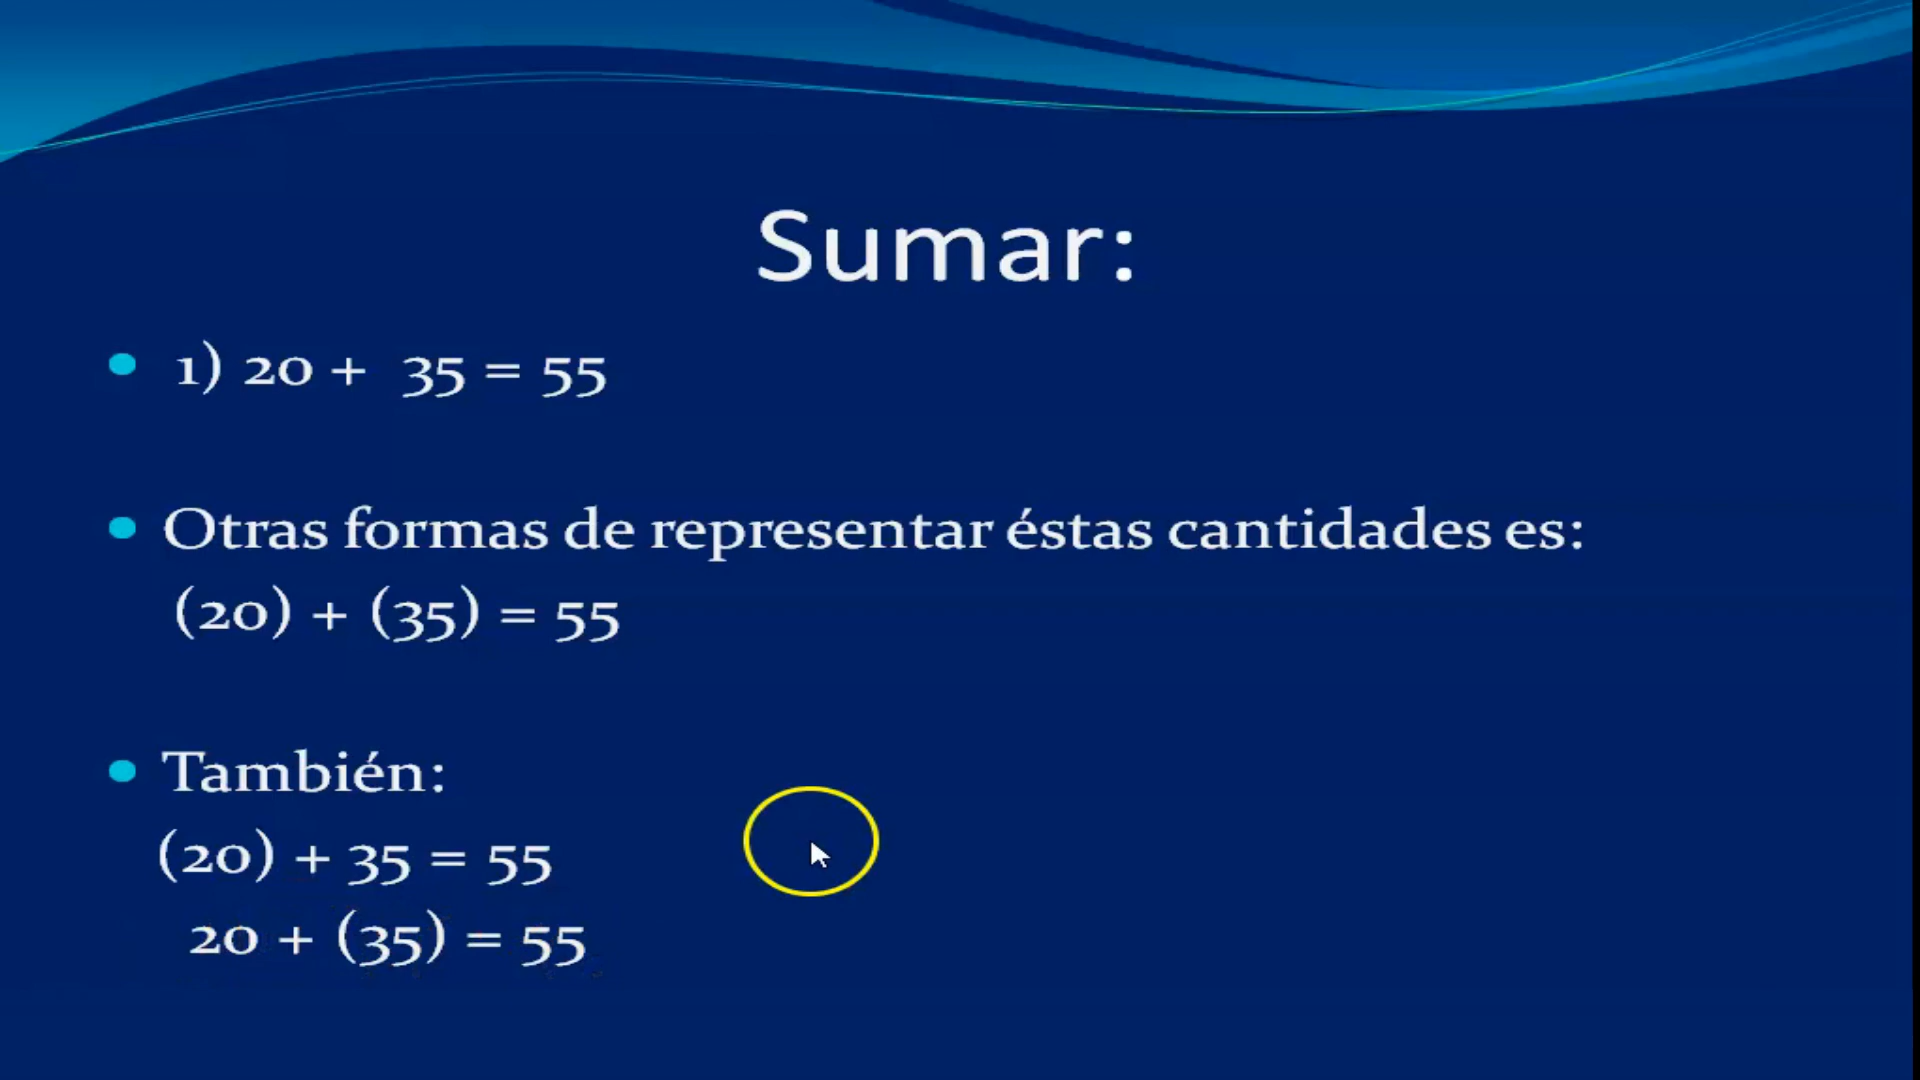 Sumar:
1) 20 + 35 = 55
Otras formas de representar éstas cantidades es:
(20) + (35) = 55
También:
(20) + 35 = 55
20 + (35) = 55